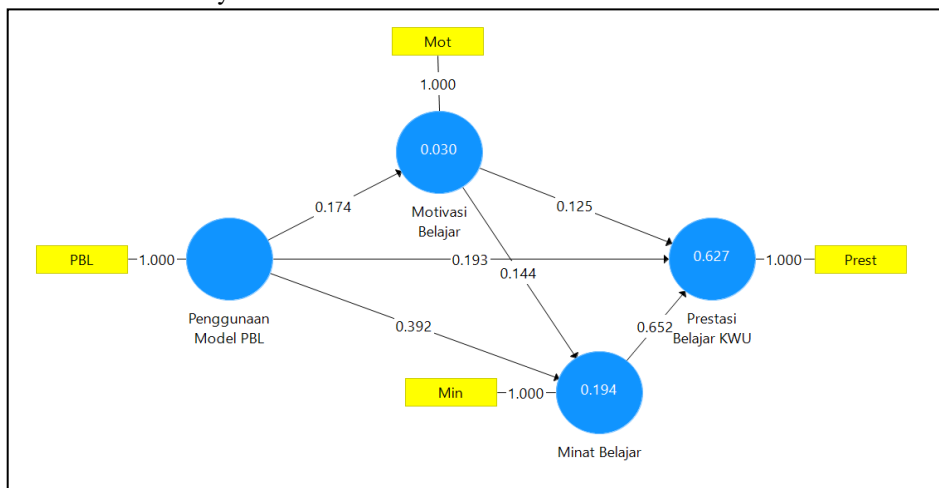 y
Mot
1.000
0.030
Motivasi
Belajar
0.174
0.125
PBL
1.000
Penggunaan
Model PBL
0.193
0.144
0.627
1.000
Prest
Prestasi
Belajar KWU
0.392
0.652
Min
1.000
0.194
Minat Belajar